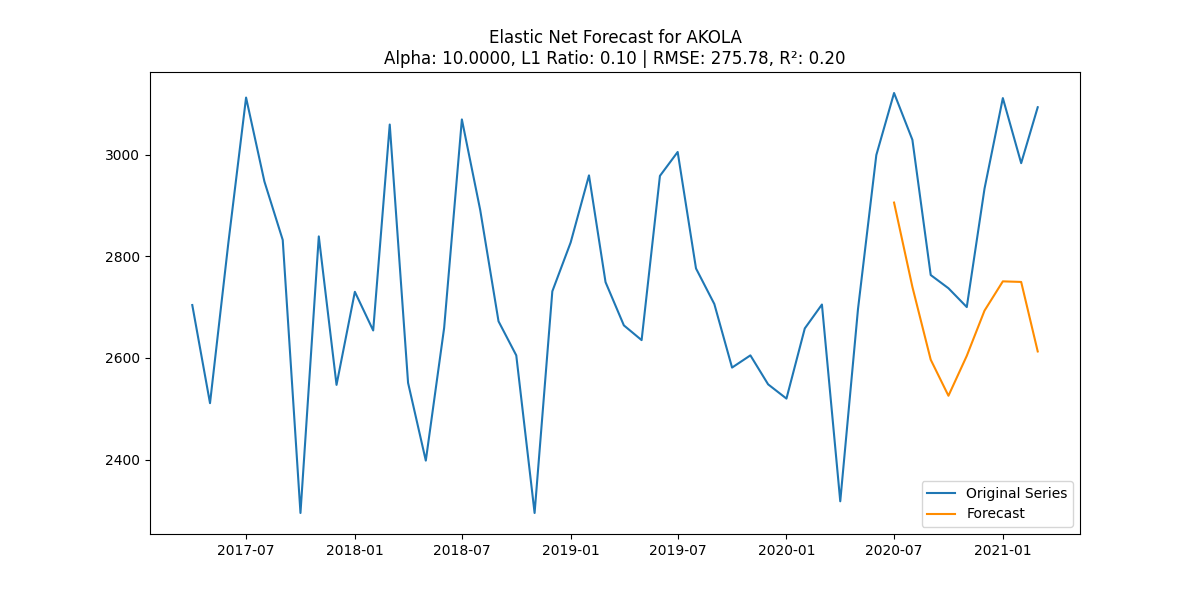 Elastic Net Forecast for AKOLA
Alpha: 10.0000, L1 Ratio: 0.10 | RMSE: 275.78, R²: 0.20
3000
2800
2600
2400
Original Series
Forecast
2017-07 2018-01 2018-07 2019-01 2019-07 2020-01 2020-07 2021-01